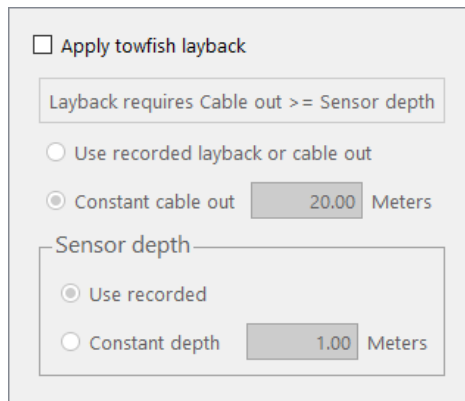 Apply towfish layback
Layback requires Cable out >= Sensor depth
Use recorded layback or cable out
Constant cable out 20.00 Meters
Sensor depth
Use recorded
Constant depth 1.00 Meters